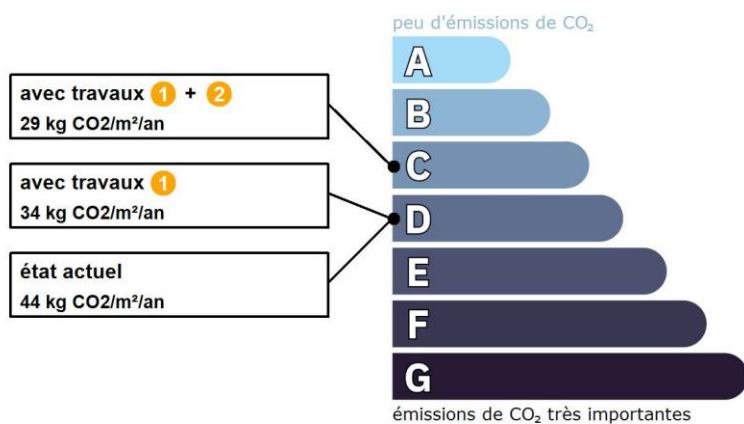 peu d'émissions de CO₂
A
avec travaux 1 + 2
29 kg CO2/m²/an
B
C
avec travaux 1
34 kg CO2/m²/an
D
état actuel
44 kg CO2/m²/an
E
F
G
émissions de CO₂ très importantes